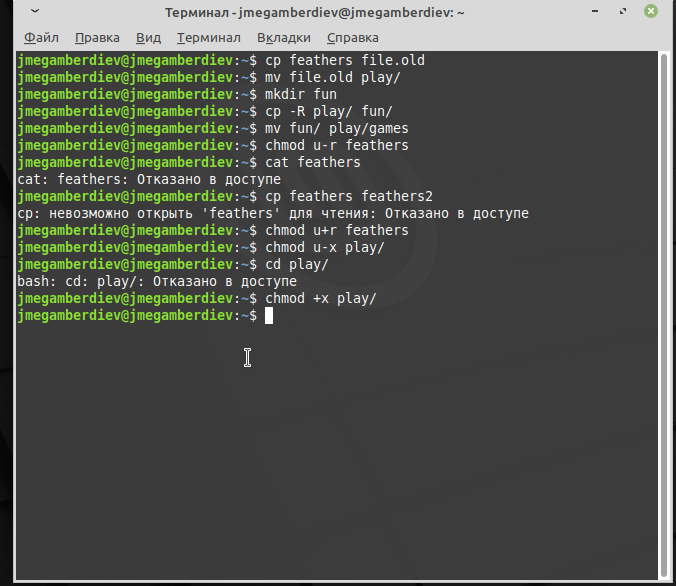 Терминал - jmegamberdiev@jmegamberdiev: ~
Файл Правка Вид Терминал Вкладки Справка
jmegamberdiev@jmegamberdiev:~$ cp feathers file.old
jmegamberdiev@jmegamberdiev:~$ mv file.old play/
jmegamberdiev@jmegamberdiev:~$ mkdir fun
jmegamberdiev@jmegamberdiev:~$ cp -R play/ fun/
jmegamberdiev@jmegamberdiev:~$ mv fun/ play/games
jmegamberdiev@jmegamberdiev:~$ chmod u-r feathers
jmegamberdiev@jmegamberdiev:~$ cat feathers
cat: feathers: Отказано в доступе
jmegamberdiev@jmegamberdiev:~$ cp feathers feathers2
cp: невозможно открыть 'feathers' для чтения: Отказано в доступе
jmegamberdiev@jmegamberdiev:~$ chmod u+r feathers
jmegamberdiev@jmegamberdiev:~$ chmod u-x play/
jmegamberdiev@jmegamberdiev:~$ cd play/
bash: cd: play/: Отказано в доступе
jmegamberdiev@jmegamberdiev:~$ chmod +x play/
jmegamberdiev@jmegamberdiev:~$